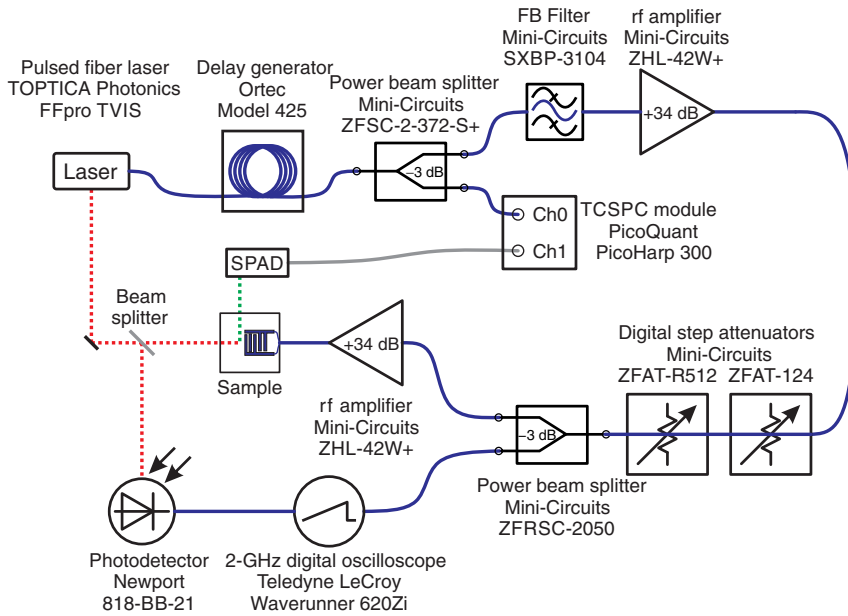 Pulsed fiber laser
TOPTICA Photonics
FFpro TVIS
Delay generator
Ortec
Model 425
Power beam splitter
Mini-Circuits
ZFSC-2-372-S+
FB Filter
Mini-Circuits
SXBP-3104
rf amplifier
Mini-Circuits
ZHL-42W+
Laser
−3 dB
+34 dB
Ch0
Ch1
TCSPC module
PicoQuant
PicoHarp 300
SPAD
Beam
splitter
Sample
+34 dB
rf amplifier
Mini-Circuits
ZHL-42W+
Digital step attenuators
Mini-Circuits
ZFAT-R512 ZFAT-124
−3 dB
Power beam splitter
Mini-Circuits
ZFRSC-2050
Photodetector
Newport
818-BB-21
2-GHz digital oscilloscope
Teledyne LeCroy
Waverunner 620Zi